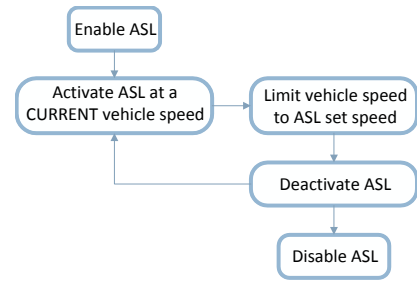 Enable ASL
Activate ASL at a
CURRENT vehicle speed
Limit vehicle speed
to ASL set speed
Deactivate ASL
Disable ASL